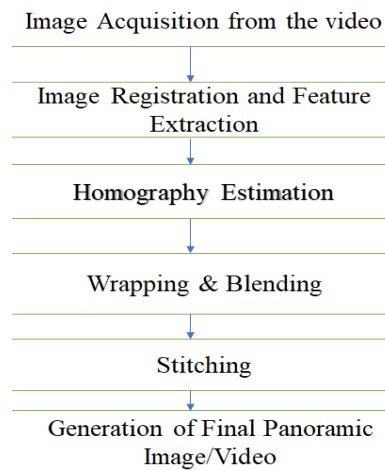 Image Acquisition from the video
Image Registration and Feature
Extraction
Homography Estimation
Wrapping & Blending
Stitching
Generation of Final Panoramic
Image/Video